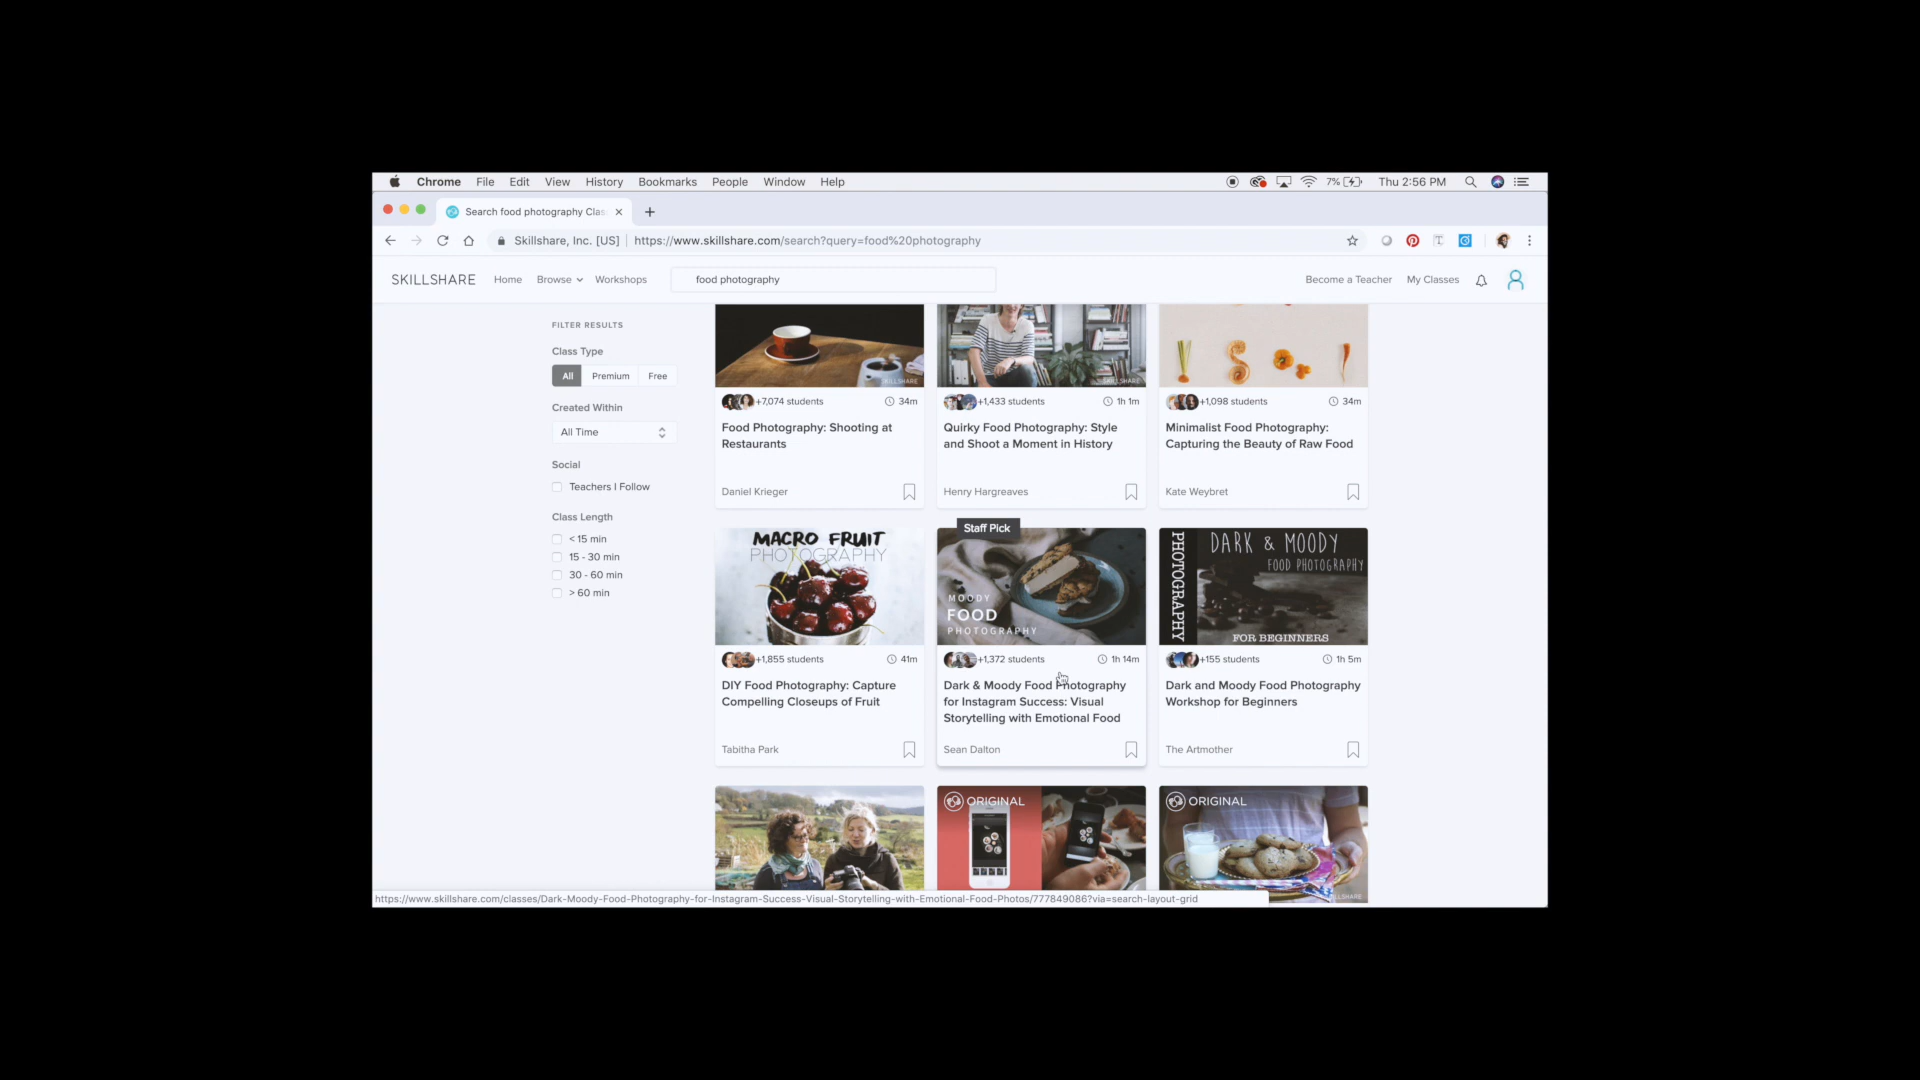 Chrome File Edit View History Bookmarks People Window Help 7% Thu 2:56 PM
Search food photography Clas
Skillshare, Inc. [US] https://www.skillshare.com/search?query=food%20photography
SKILLSHARE Home Browse Workshops food photography Become a Teacher My Classes
FILTER RESULTS
Class Type
All Premium Free
Created Within
All Time
Social
Teachers I Follow
Class Length
< 15 min
15 - 30 min
30 - 60 min
> 60 min
SKILLSHARE
+7,074 students 34m
Food Photography: Shooting at
Restaurants
Daniel Krieger
SKILLSHARE
+1,433 students 1h 1m
Quirky Food Photography: Style
and Shoot a Moment in History
Henry Hargreaves
+1,098 students 34m
Minimalist Food Photography:
Capturing the Beauty of Raw Food
Kate Weybret
MACRO FRUIT
PHOTOGRAPHY
+1,855 students 41m
DIY Food Photography: Capture
Compelling Closeups of Fruit
Tabitha Park
Staff Pick
MOODY
FOOD
PHOTOGRAPHY
+1,372 students 1h 14m
Dark & Moody Food Photography
for Instagram Success: Visual
Storytelling with Emotional Food
Sean Dalton
PHOTOGRAPHY
DARK & MOODY
FOOD PHOTOGRAPHY
FOR BEGINNERS
+155 students 1h 5m
Dark and Moody Food Photography
Workshop for Beginners
The Artmother
ORIGINAL
ORIGINAL
SKILLSHARE
https://www.skillshare.com/classes/Dark-Moody-Food-Photography-for-Instagram-Success-Visual-Storytelling-with-Emotional-Food-Photos/777849086?via=search-layout-grid